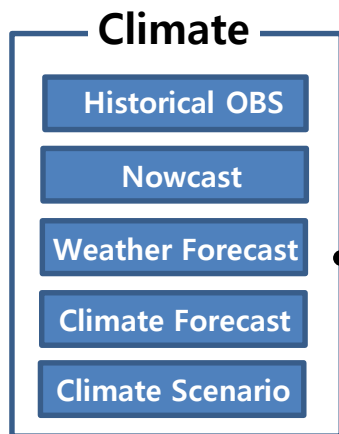 Climate
Historical OBS
Nowcast
Weather Forecast
Climate Forecast
Climate Scenario